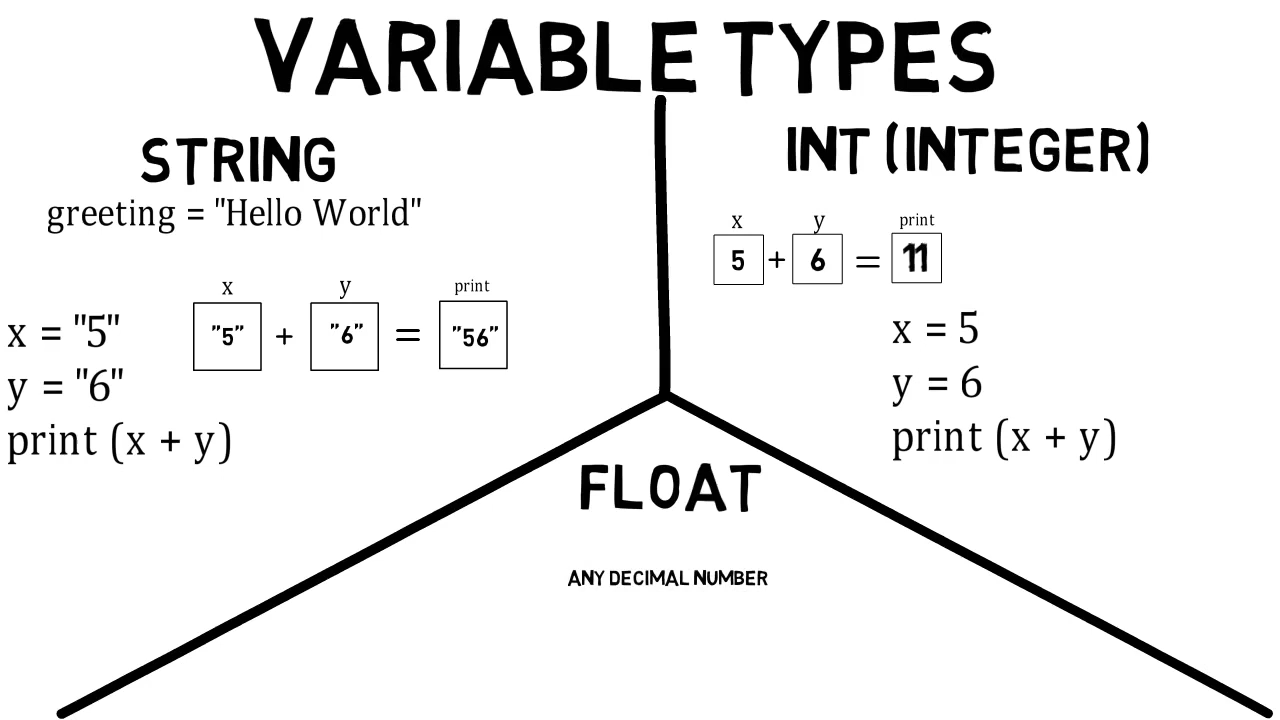 VARIABLE TYPES
STRING
greeting = "Hello World"
x y print
"5" + "6" = "56"
x = "5"
y = "6"
print (x + y)
INT (INTEGER)
x y print
5 + 6 = 11
x = 5
y = 6
print (x + y)
FLOAT
ANY DECIMAL NUMBER